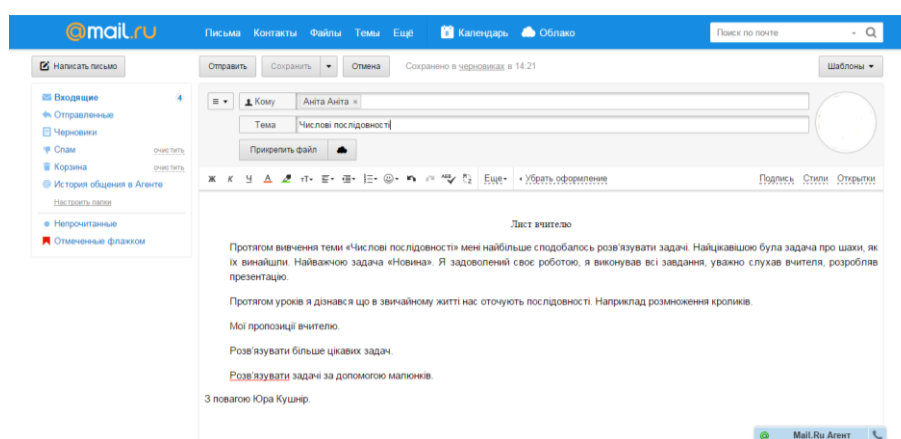 @mail.ru
Письма Контакты Файлы Темы Ещё Календарь Облако Поиск по почте
Написать письмо Отправить Сохранить Отмена Сохранено в черновиках в 14:21 Шаблоны
Входящие 4
Отправленные
Черновики
Спам очистить
Корзина очистить
История общения в Агенте
Настроить папки
Непрочитанные
Отмеченные флажком
Кому Аніта Аніта ×
Тема Числові послідовності
Прикрепить файл
Ж К Ч А тТ Еще Убрать оформление Подпись Стили Открытки
Лист вчителю
Протягом вивчення теми «Числові послідовності» мені найбільше сподобалось розв'язувати задачі. Найцікавішою була задача про шахи, як
їх винайшли. Найважчою задача «Новина». Я задоволений своє роботою, я виконував всі завдання, уважно слухав вчителя, розробляв
презентацію.
Протягом уроків я дізнався що в звичайному житті нас оточують послідовності. Наприклад розмноження кроликів.
Мої пропозиції вчителю.
Розв'язувати більше цікавих задач.
Розв'язувати задачі за допомогою малюнків.
З повагою Юра Кушнір.
Mail.Ru Агент